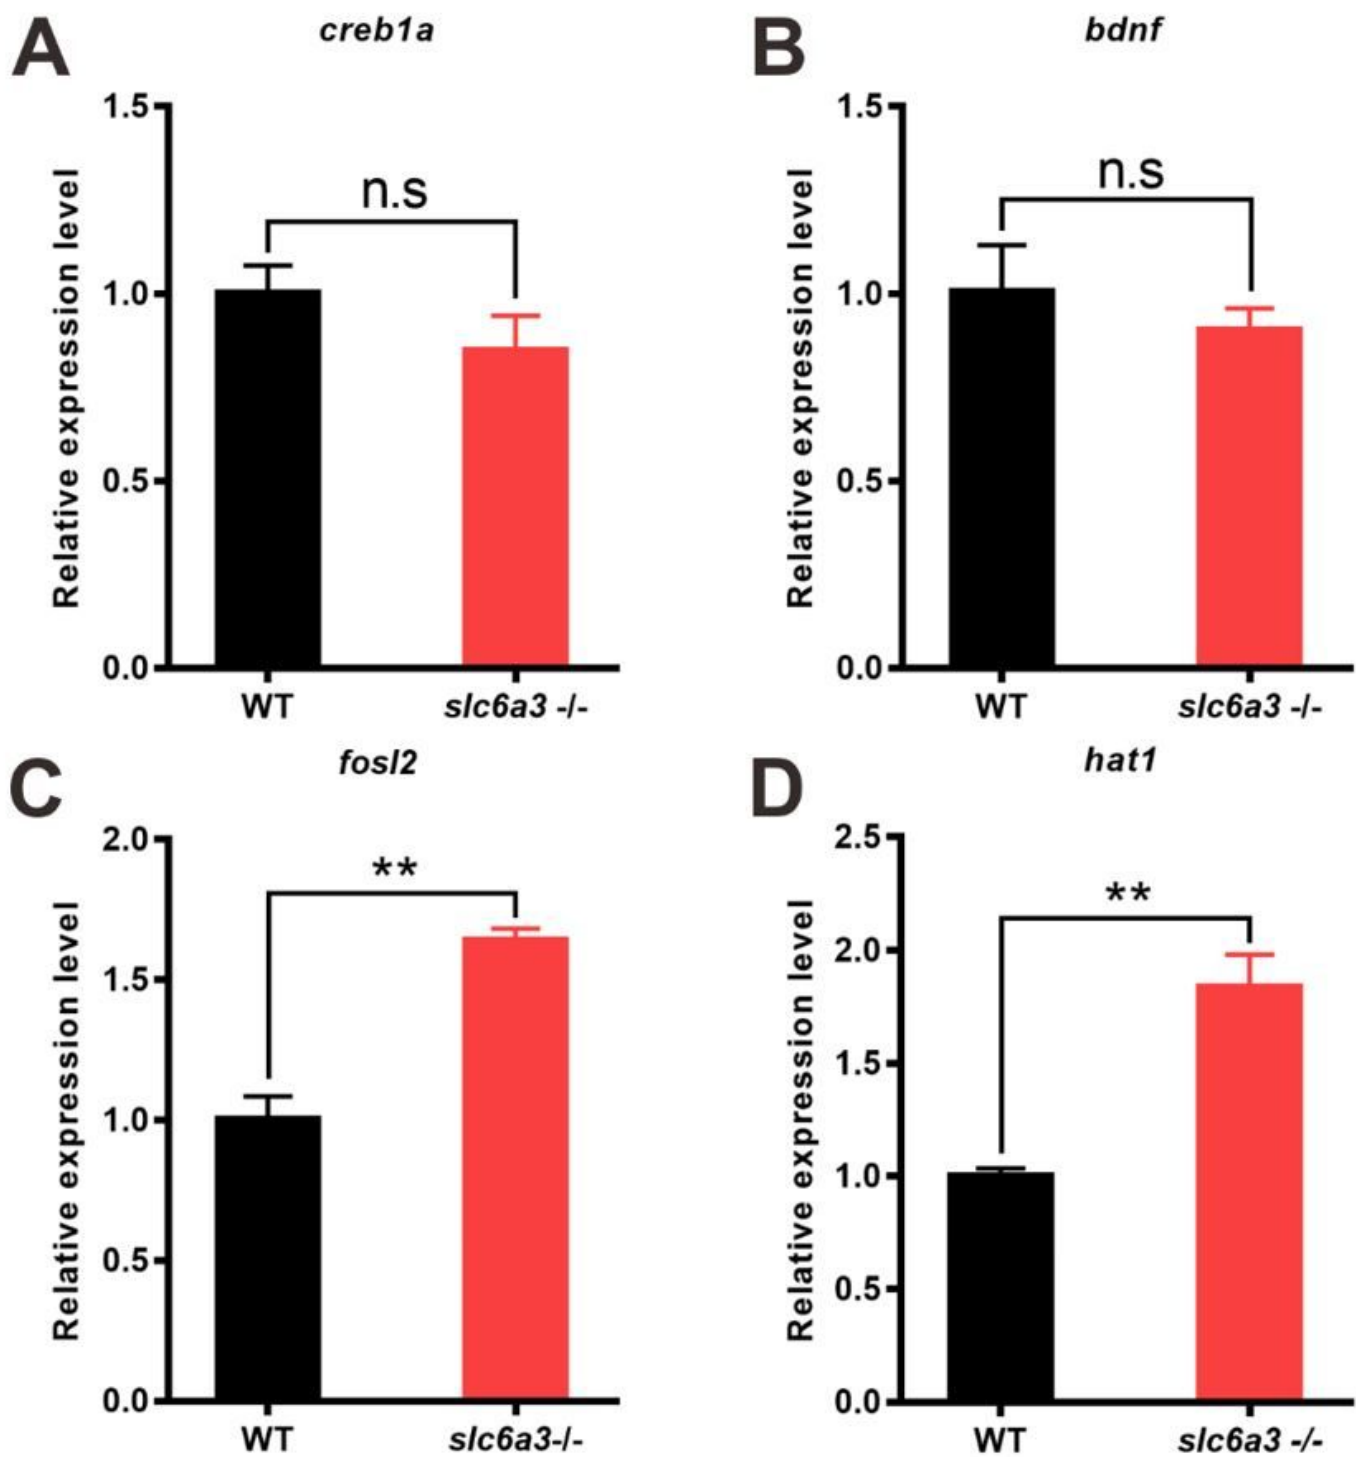 A
creb1a
Relative expression level
1.5
1.0
0.5
0.0
n.s
WT
slc6a3 -/-
B
bdnf
Relative expression level
1.5
1.0
0.5
0.0
n.s
WT
slc6a3 -/-
C
fosl2
Relative expression level
2.0
1.5
1.0
0.5
0.0
**
WT
slc6a3-/-
D
hat1
Relative expression level
2.5
2.0
1.5
1.0
0.5
0.0
**
WT
slc6a3 -/-